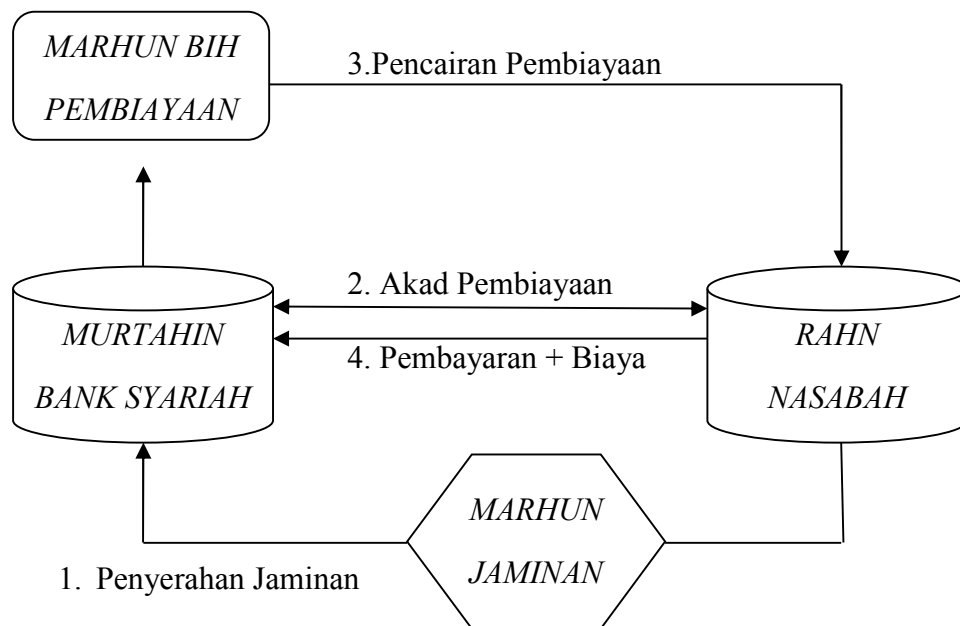 MARHUN BIH
PEMBIAYAAN
3.Pencairan Pembiayaan
2. Akad Pembiayaan
MURTAHIN
BANK SYARIAH
RAHN
NASABAH
4. Pembayaran + Biaya
MARHUN
JAMINAN
1. Penyerahan Jaminan